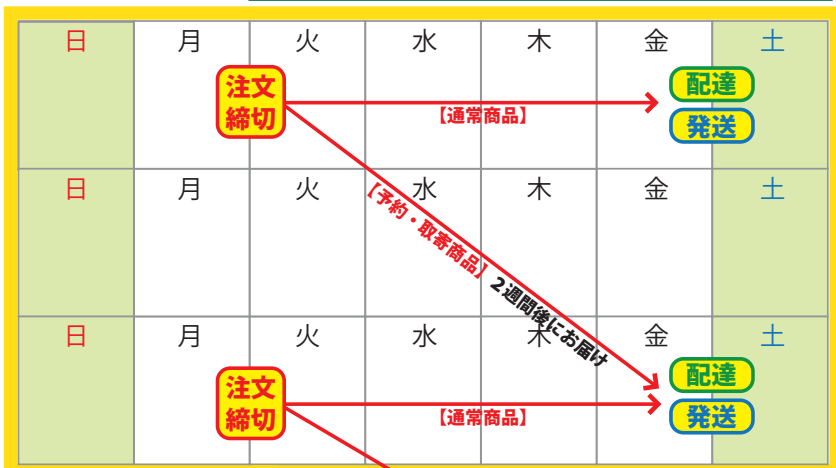 日 月 火 水 木 金 土
注文
締切
【通常商品】
配達
発送
日 月 火 水 木 金 土
【予約・取寄商品】2週間後にお届け
日 月 火 水 木 金 土
注文
締切
【通常商品】
配達
発送